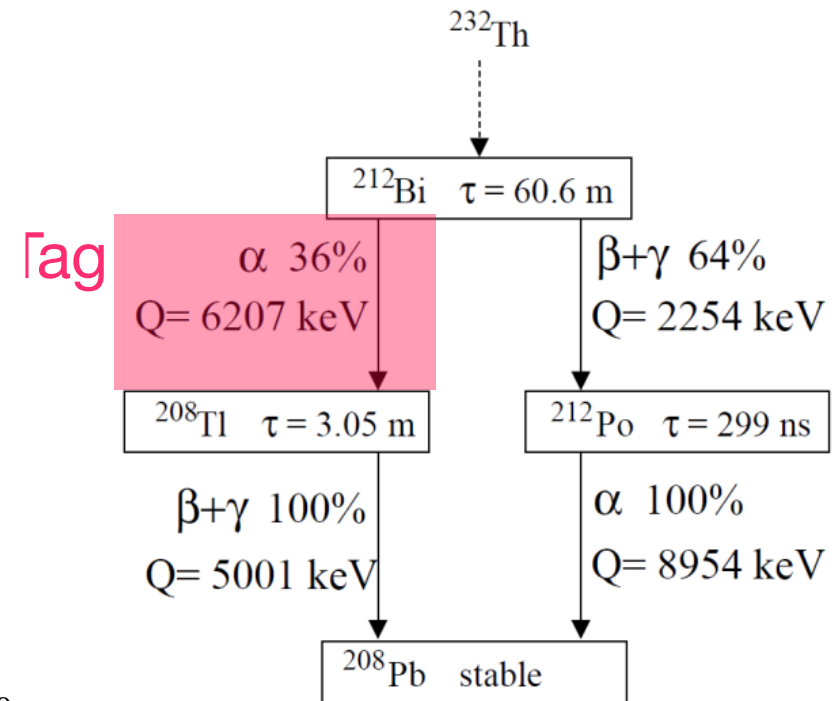 ²³²Th
²¹²Bi τ = 60.6 m
Tag
α 36%
Q= 6207 keV
β+γ 64%
Q= 2254 keV
²⁰⁸Tl τ = 3.05 m
²¹²Po τ = 299 ns
β+γ 100%
Q= 5001 keV
α 100%
Q= 8954 keV
²⁰⁸Pb stable